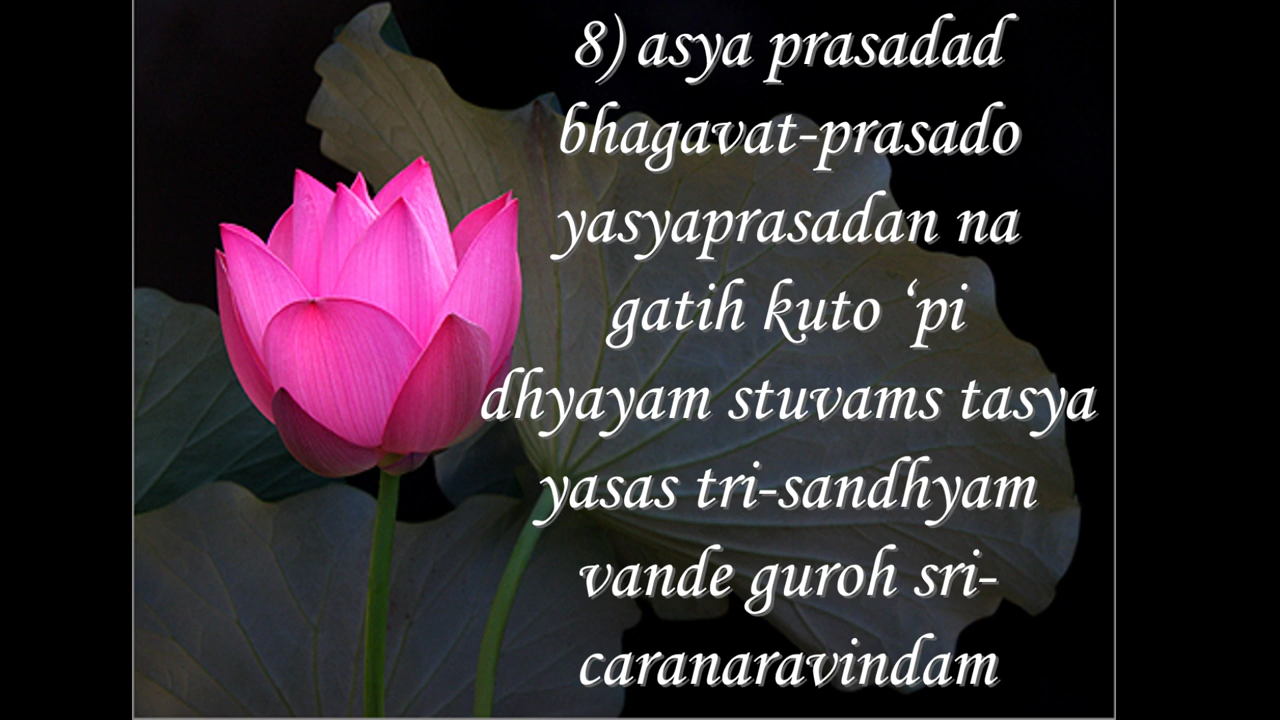 8) asya prasadad
bhagavat-prasado
yasyaprasadan na
gatih kuto ‘pi
dhyayam stuvams tasya
yasas tri-sandhyam
vande guroh sri-
caranaravindam